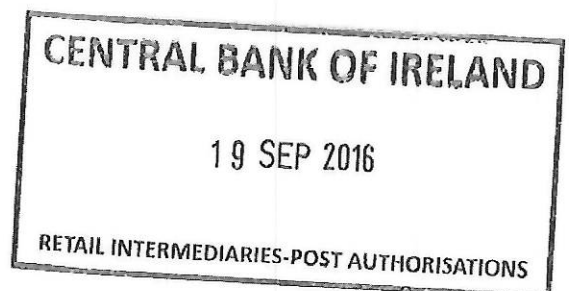 CENTRAL BANK OF IRELAND
19 SEP 2016
RETAIL INTERMEDIARIES-POST AUTHORISATIONS